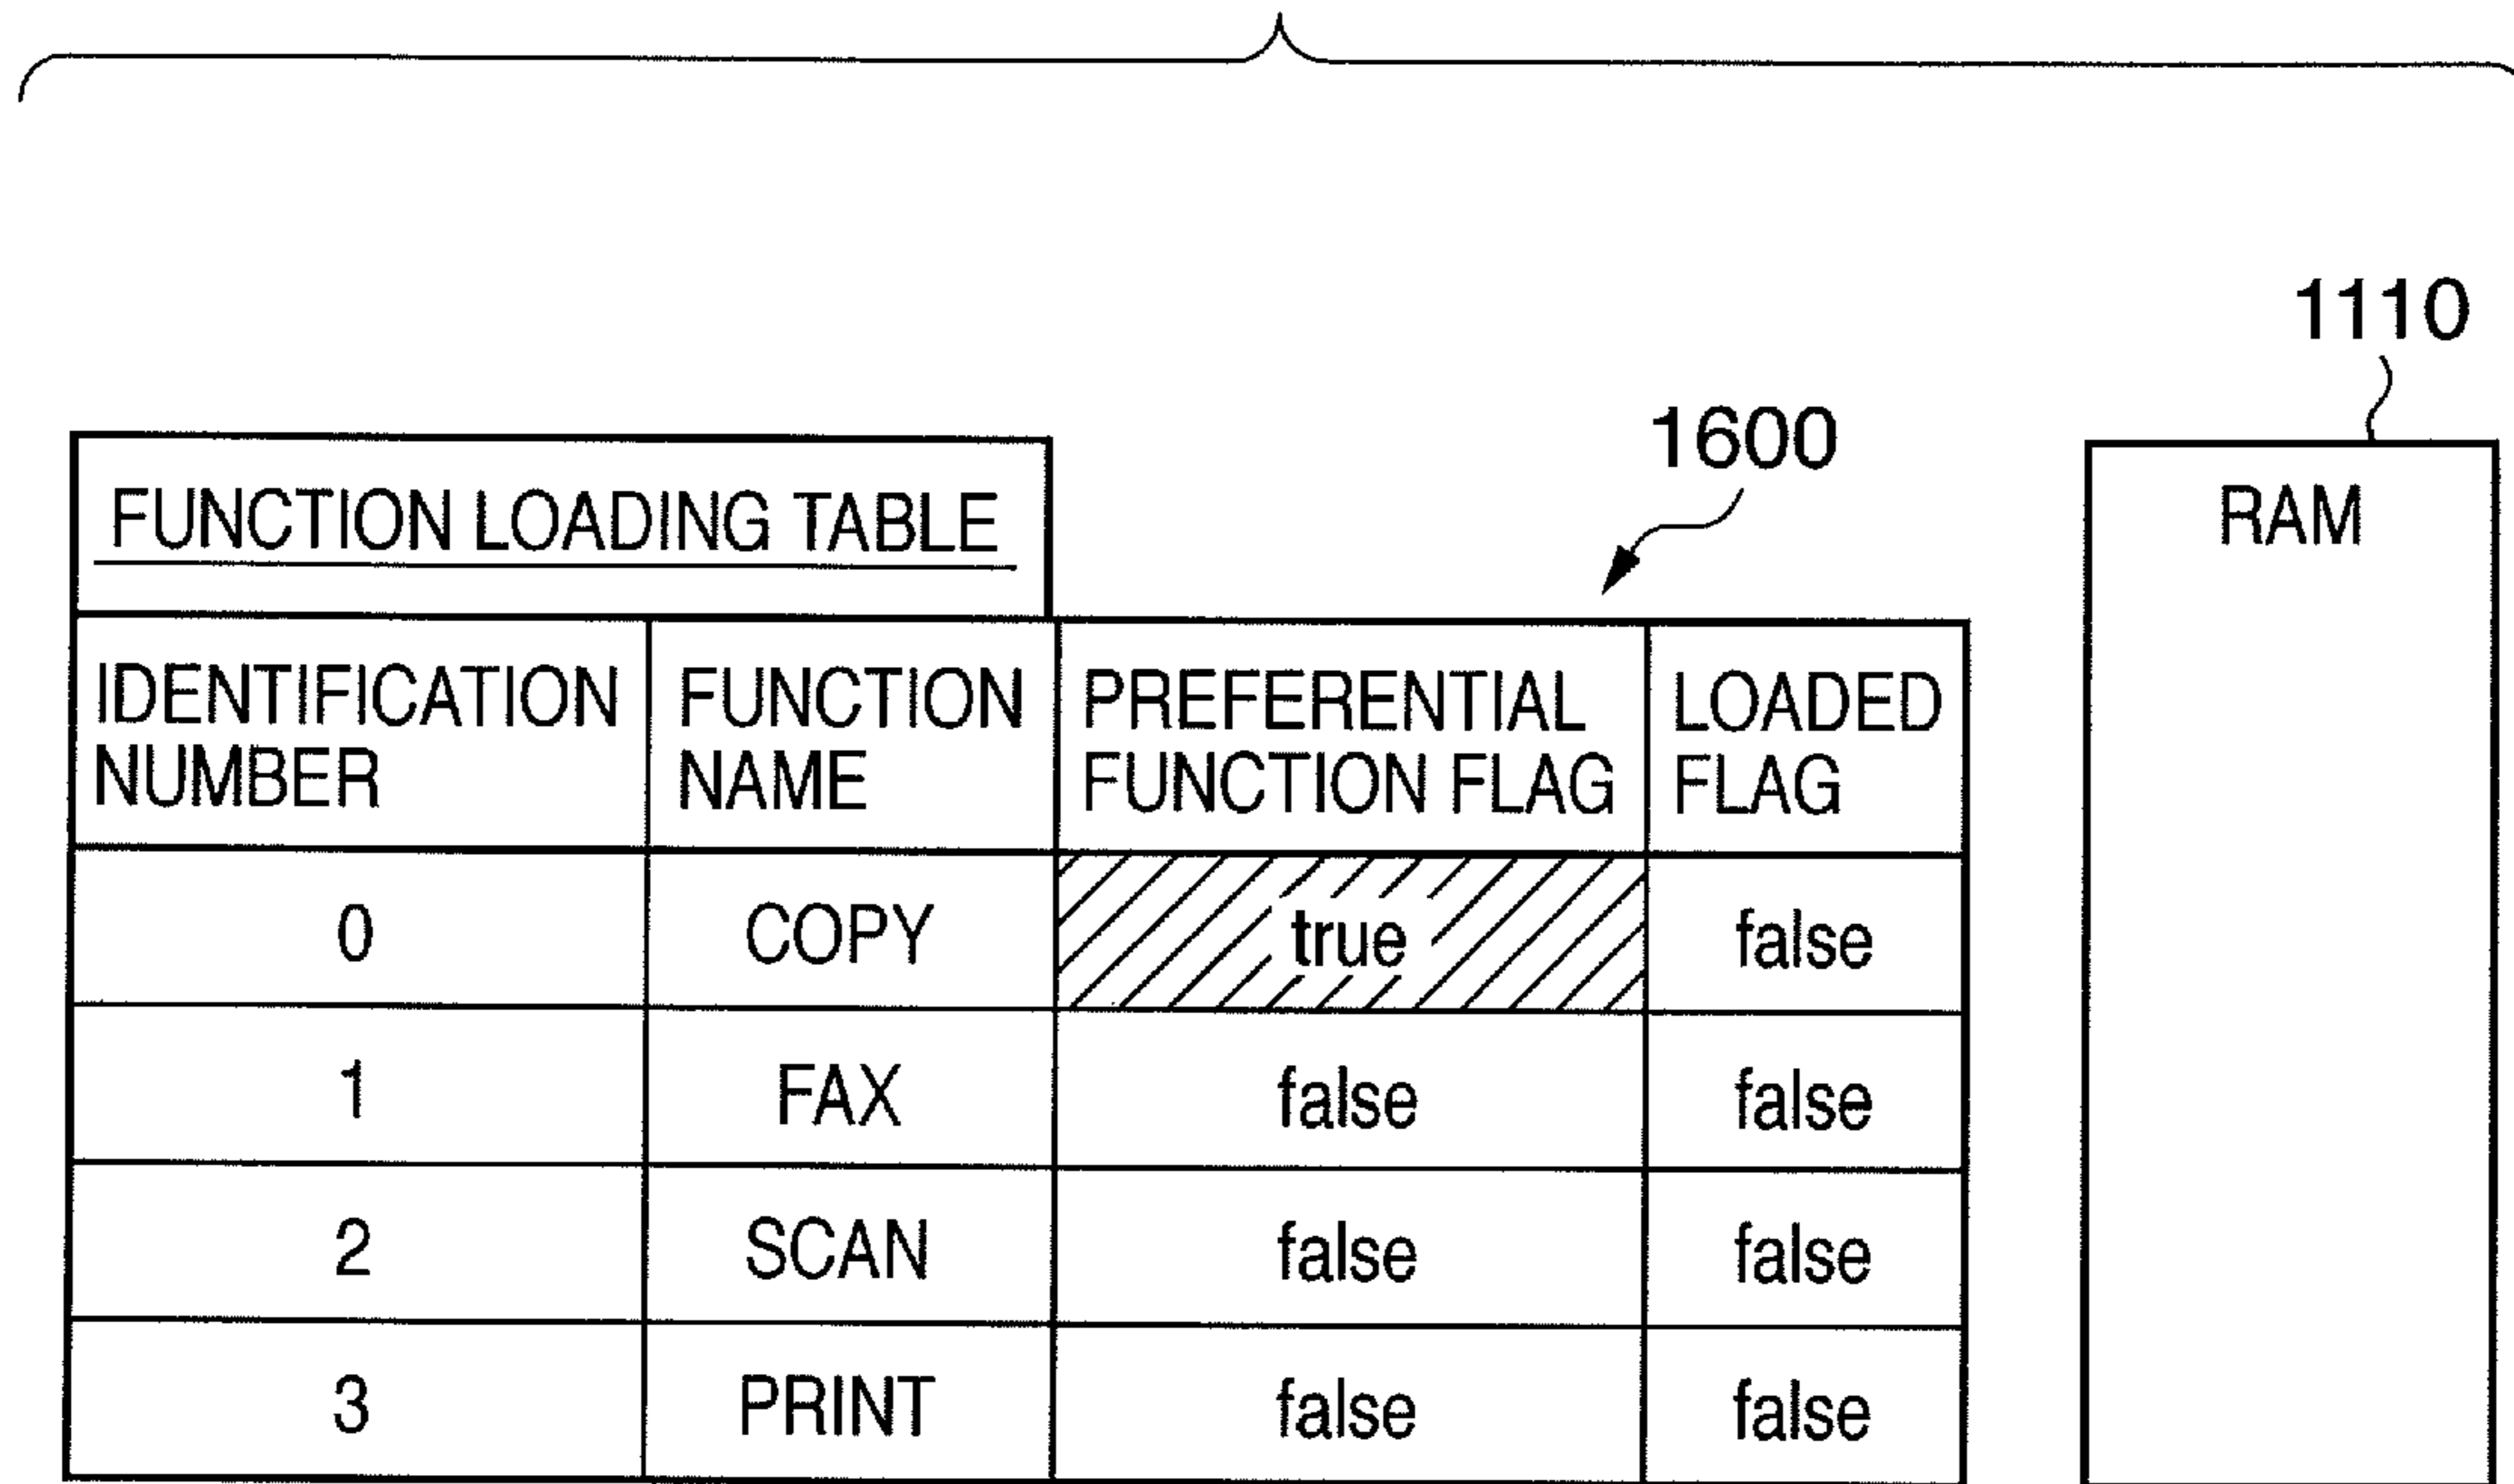 1110
1600
FUNCTION LOADING TABLE
RAM
IDENTIFICATION NUMBER
FUNCTION NAME
PREFERENTIAL FUNCTION FLAG
LOADED FLAG
0 COPY true false
1 FAX false false
2 SCAN false false
3 PRINT false false